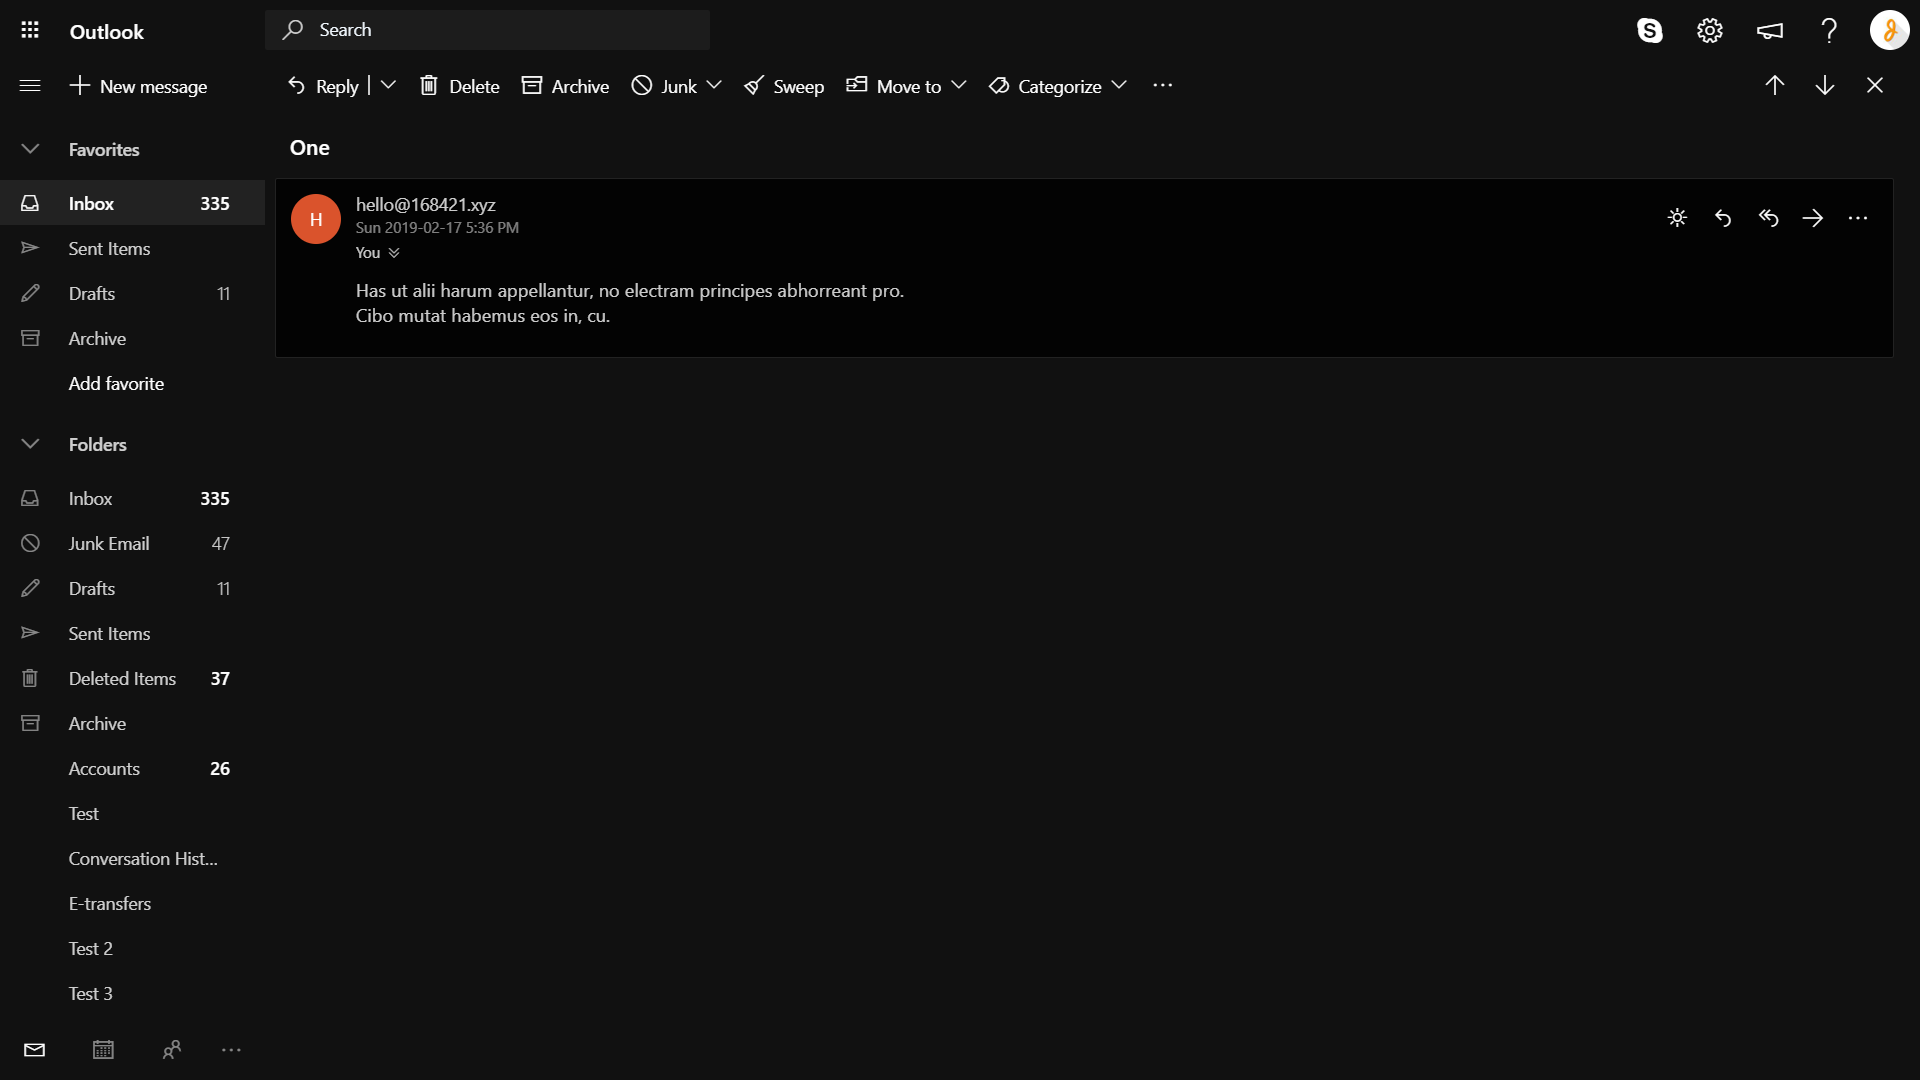 Outlook
Search
New message
Reply
Delete
Archive
Junk
Sweep
Move to
Categorize
Favorites
Inbox 335
Sent Items
Drafts 11
Archive
Add favorite
Folders
Inbox 335
Junk Email 47
Drafts 11
Sent Items
Deleted Items 37
Archive
Accounts 26
Test
Conversation Hist...
E-transfers
Test 2
Test 3
One
H
hello@168421.xyz
Sun 2019-02-17 5:36 PM
You
Has ut alii harum appellantur, no electram principes abhorreant pro.
Cibo mutat habemus eos in, cu.